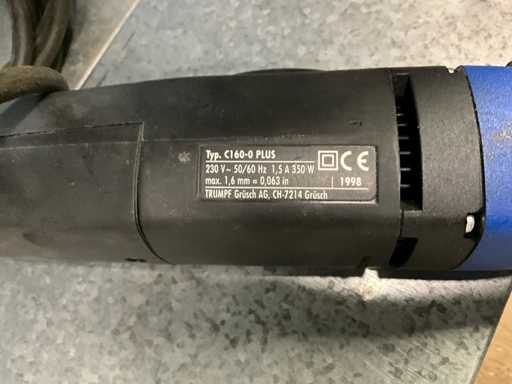 Typ. C160-0 PLUS
230 V~ 50/60 Hz 1,5 A 350 W
max. 1,6 mm = 0,063 in
TRUMPF Grüsch AG, CH-7214 Grüsch
CE
1998